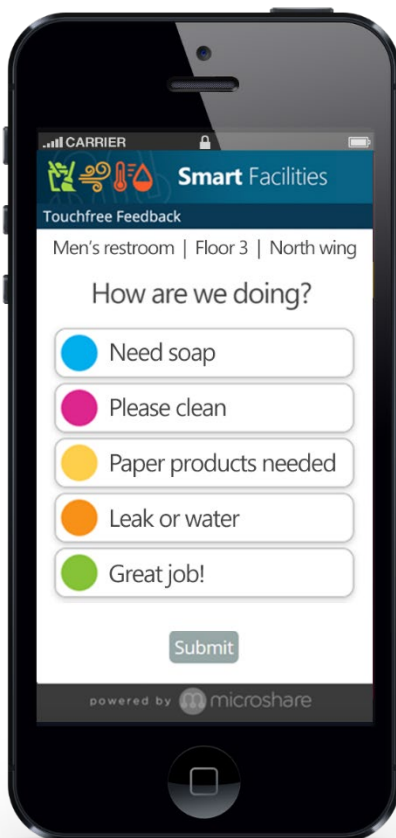 CARRIER
Smart Facilities
Touchfree Feedback
Men's restroom | Floor 3 | North wing
How are we doing?
Need soap
Please clean
Paper products needed
Leak or water
Great job!
Submit
powered by microshare